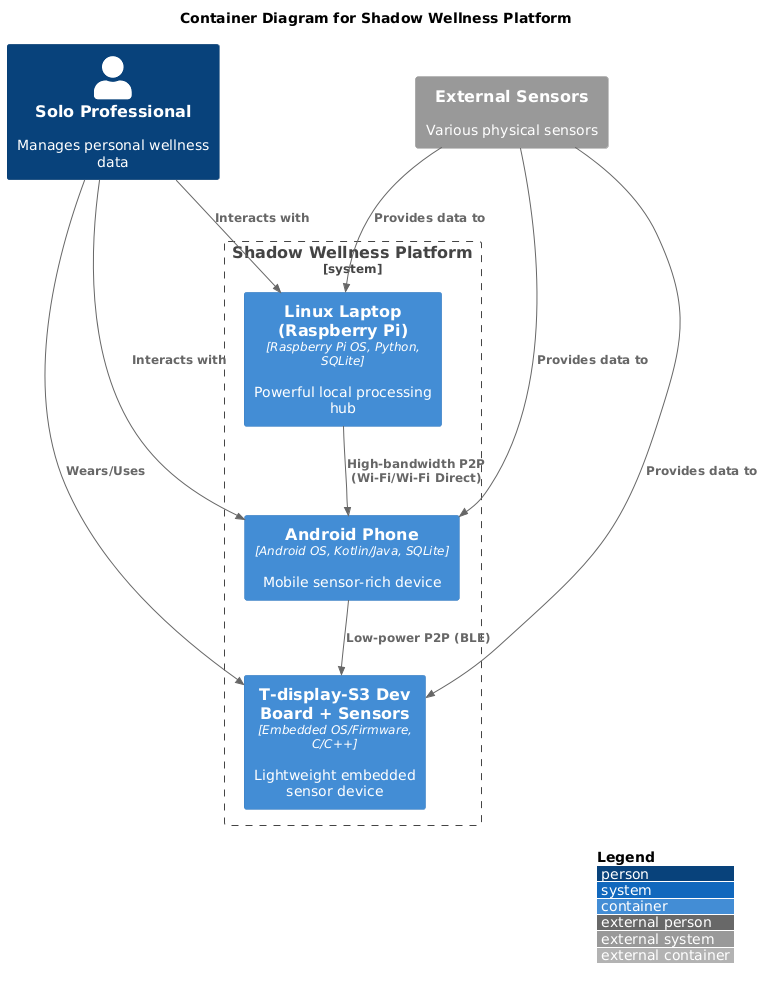 Container Diagram for Shadow Wellness Platform
Solo Professional
Manages personal wellness
data
External Sensors
Various physical sensors
Interacts with
Provides data to
Shadow Wellness Platform
[system]
Linux Laptop
(Raspberry Pi)
[Raspberry Pi OS, Python,
SQLite]
Powerful local processing
hub
Interacts with
Provides data to
High-bandwidth P2P
(Wi-Fi/Wi-Fi Direct)
Wears/Uses
Provides data to
Android Phone
[Android OS, Kotlin/Java, SQLite]
Mobile sensor-rich device
Low-power P2P (BLE)
T-display-S3 Dev
Board + Sensors
[Embedded OS/Firmware,
C/C++]
Lightweight embedded
sensor device
Legend
person
system
container
external person
external system
external container